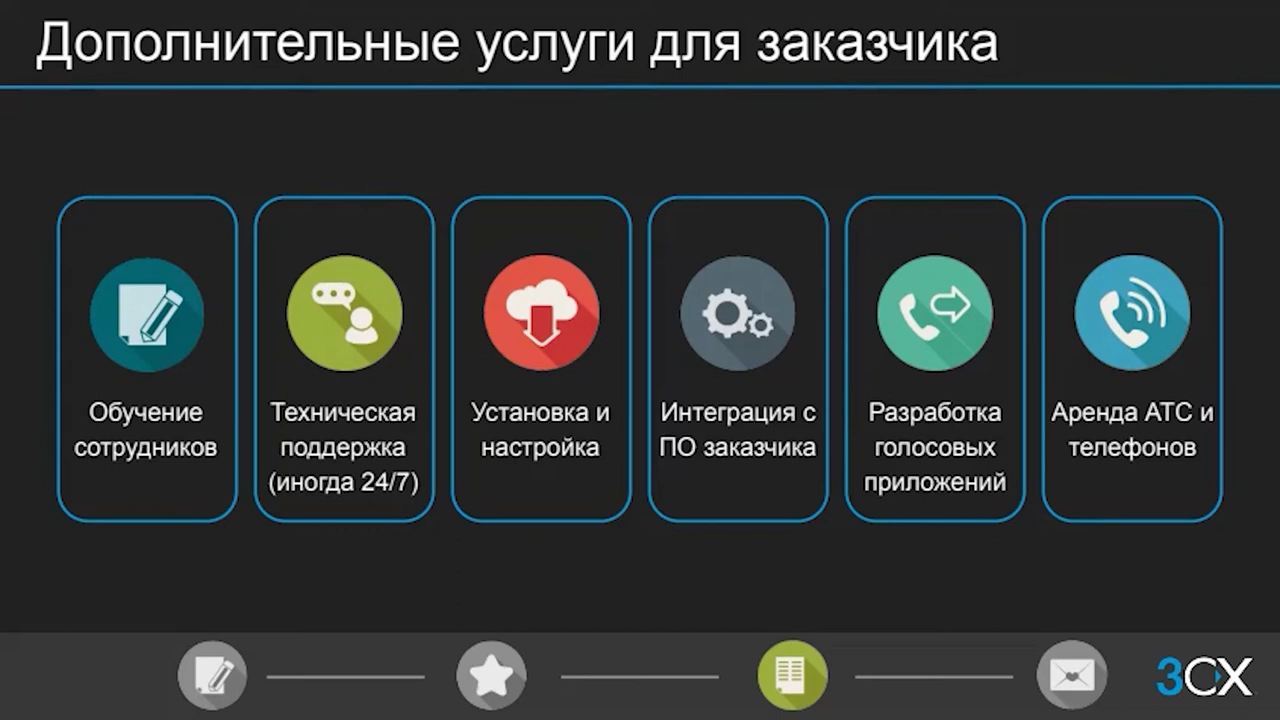 Дополнительные услуги для заказчика
Обучение
сотрудников
Техническая
поддержка
(иногда 24/7)
Установка и
настройка
Интеграция с
ПО заказчика
Разработка
голосовых
приложений
Аренда АТС и
телефонов
3CX